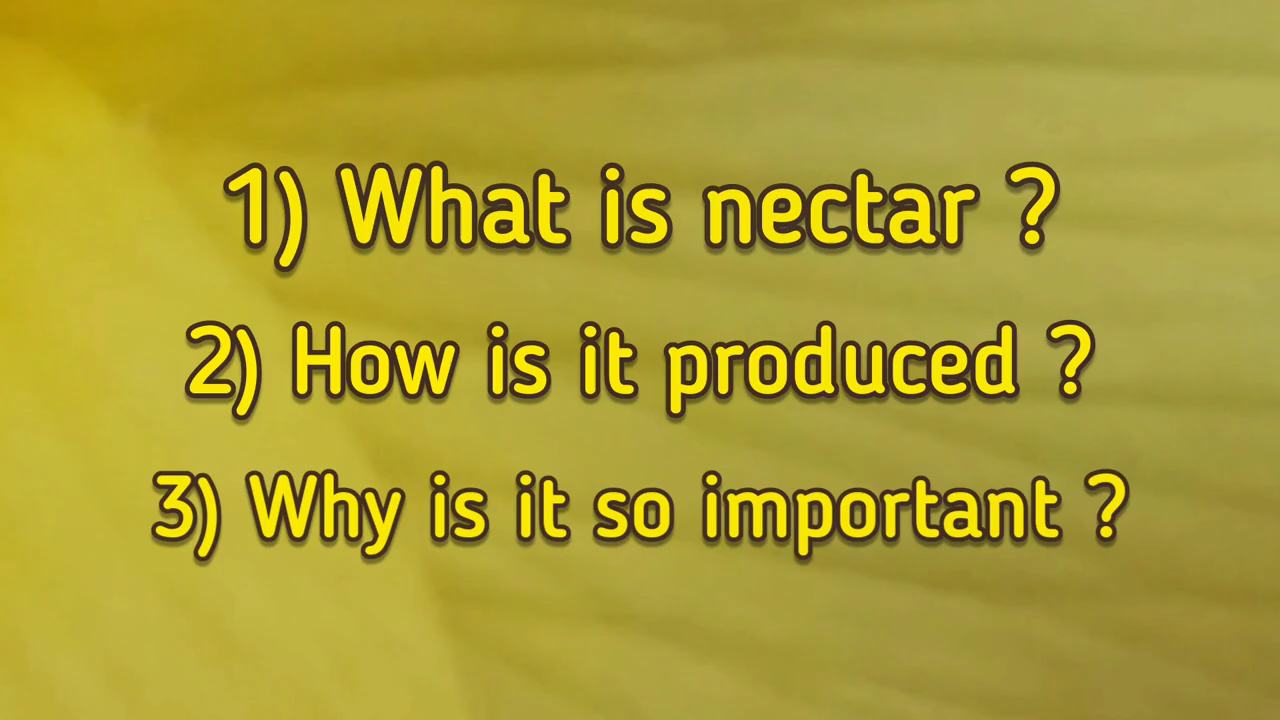 1) What is nectar ?
2) How is it produced ?
3) Why is it so important ?